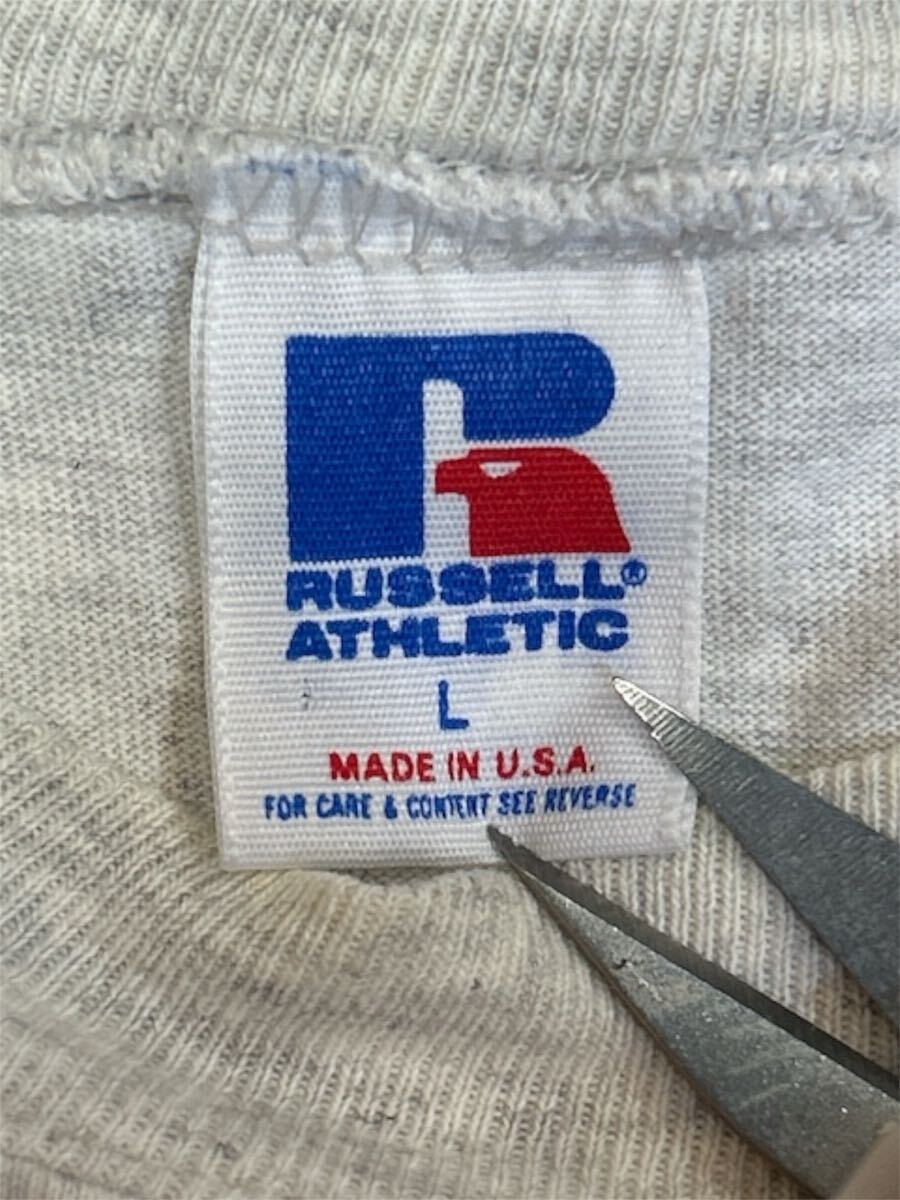 RUSSELL®
ATHLETIC
L
MADE IN U.S.A.
FOR CARE & CONTENT SEE REVERSE